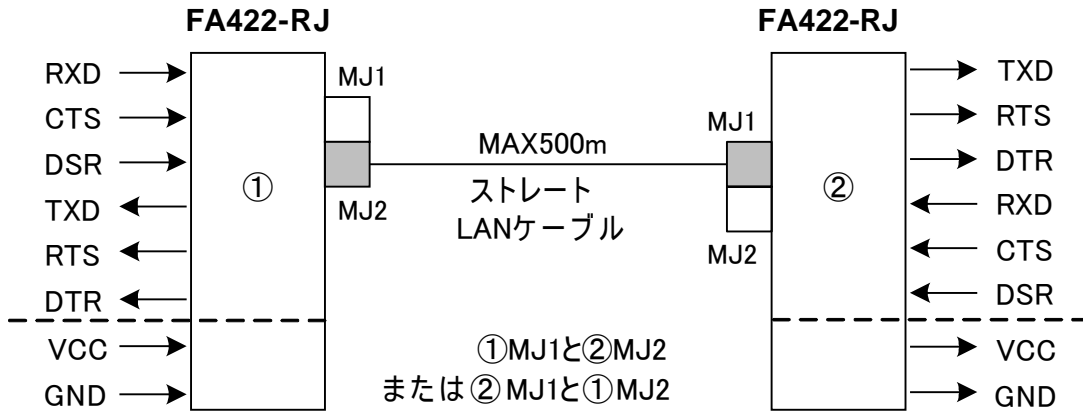 FA422-RJ
FA422-RJ
RXD
CTS
DSR
TXD
RTS
DTR
VCC
GND
①
MJ1
MJ2
MAX500m
ストレート
LANケーブル
MJ1
MJ2
②
TXD
RTS
DTR
RXD
CTS
DSR
VCC
GND
①MJ1と②MJ2
または② MJ1と①MJ2